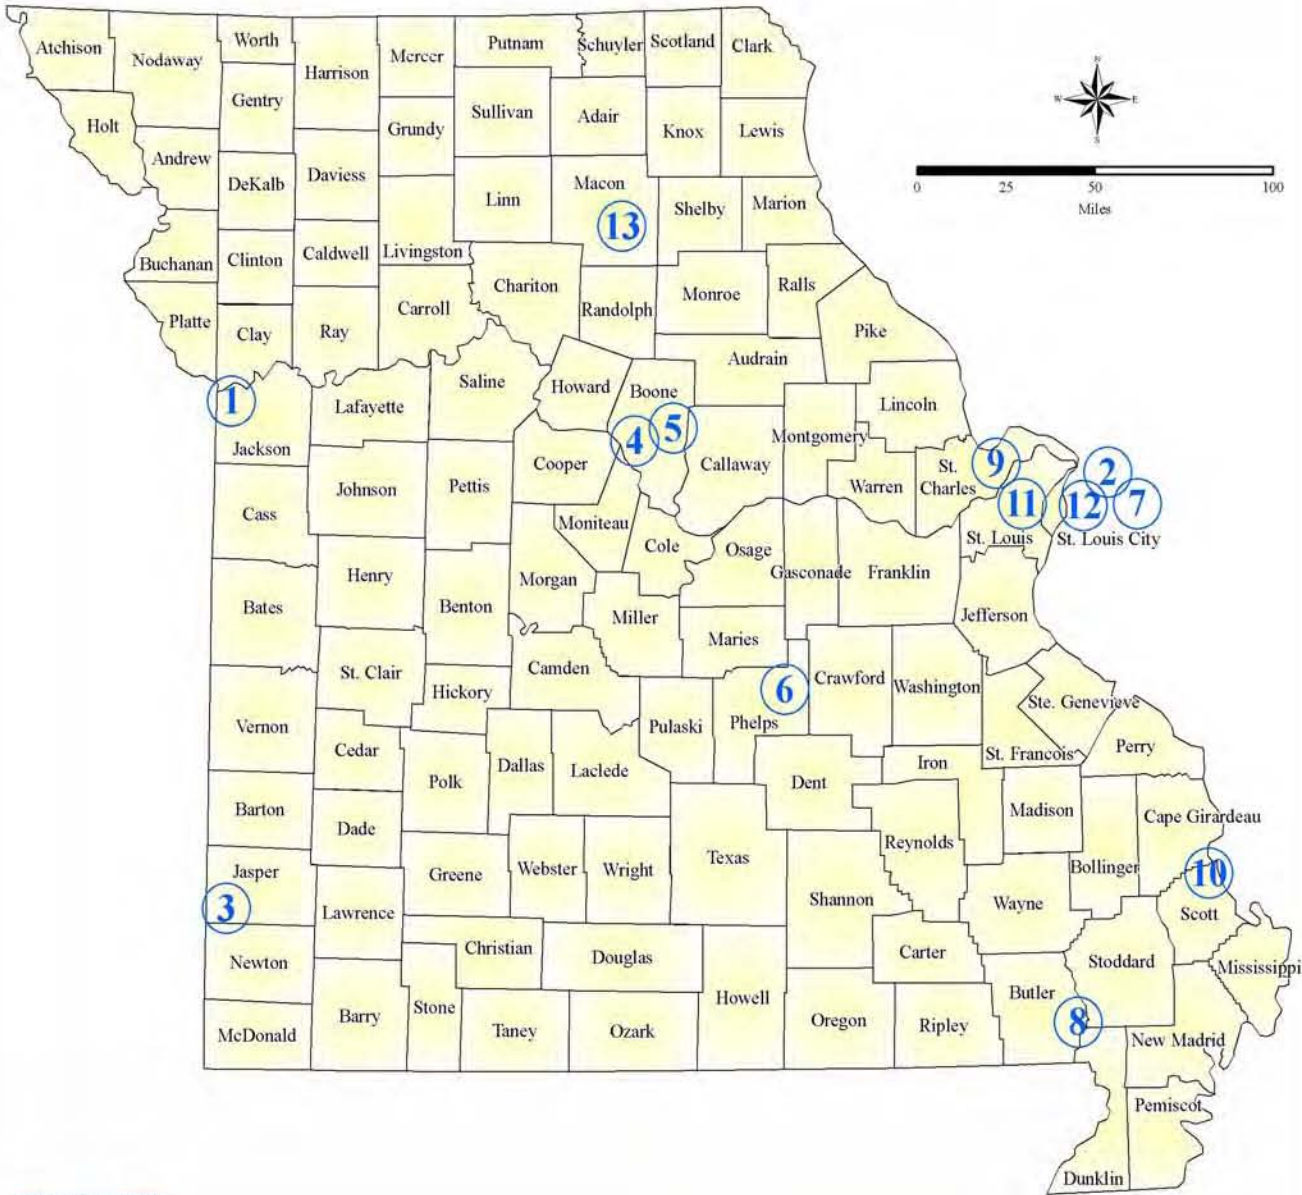 Atchison
Nodaway
Worth
Harrison
Mercer
Putnam
Schuyler
Scotland
Clark
N
W
E
S
Holt
Andrew
Gentry
DeKalb
Daviess
Grundy
Sullivan
Adair
Knox
Lewis
0 25 50 100
Miles
Linn
Macon
13
Shelby
Marion
Buchanan
Clinton
Caldwell
Livingston
Chariton
Randolph
Monroe
Ralls
Platte
Clay
Ray
Carroll
Audrain
Pike
1
Jackson
Lafayette
Saline
Howard
Boone
4
5
Callaway
Montgomery
Lincoln
Warren
St.
Charles
9
11
2
12
7
St. Louis
St. Louis City
Cass
Johnson
Pettis
Cooper
Moniteau
Cole
Osage
Gasconade
Franklin
Jefferson
Bates
Henry
Benton
Morgan
Miller
Maries
St. Clair
Hickory
Camden
Pulaski
6
Phelps
Crawford
Washington
Ste. Genevieve
St. Francois
Perry
Vernon
Cedar
Polk
Dallas
Laclede
Dent
Iron
Madison
Cape Girardeau
Barton
Dade
Greene
Webster
Wright
Texas
Reynolds
Bollinger
10
Jasper
3
Lawrence
Christian
Douglas
Shannon
Wayne
Scott
Newton
Carter
Stoddard
Mississippi
McDonald
Barry
Stone
Taney
Ozark
Howell
Oregon
Ripley
Butler
8
New Madrid
Pemiscot
Dunklin